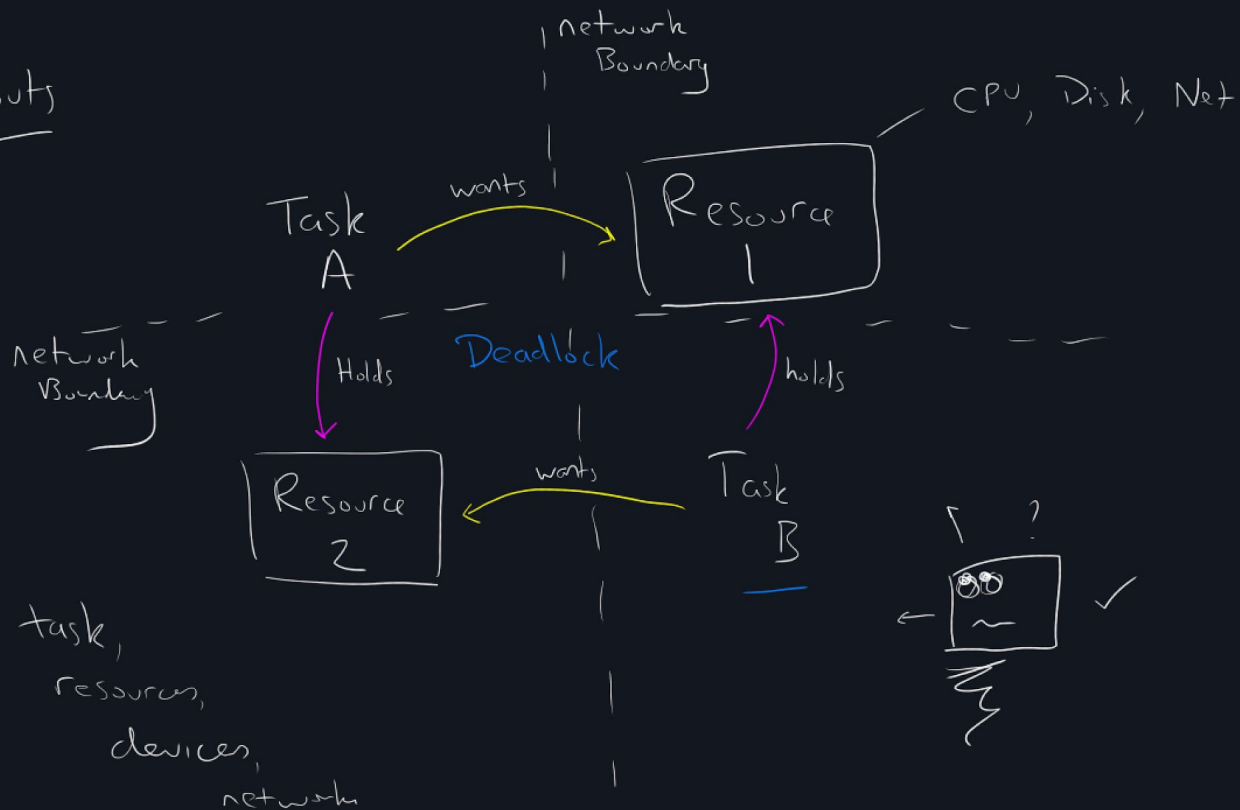 network
Boundary
CPU, Disk, Net
wants
Task
A
Resource
1
network
Boundary
Holds
Deadlock
holds
Resource
2
wants
Task
B
?
task,
resources,
devices,
network